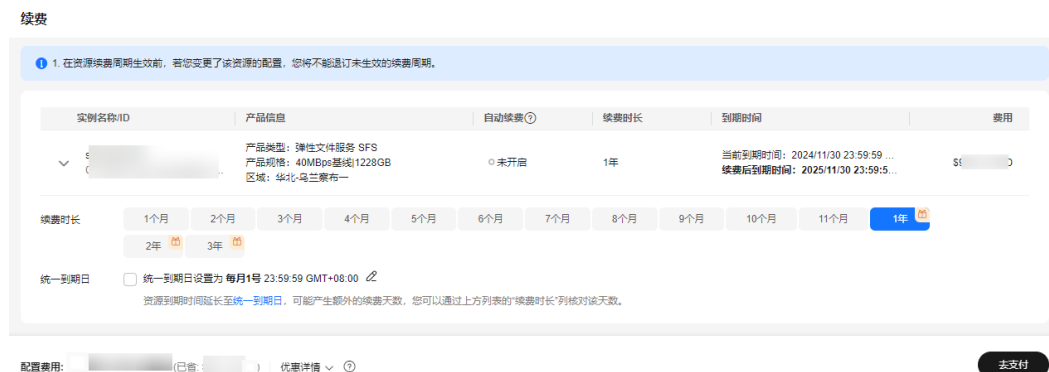 续费
1. 在资源续费周期生效前，若您变更了该资源的配置，您将不能退订未生效的续费周期。
实例名称/ID 产品信息 自动续费 续费时长 到期时间 费用
产品类型：弹性文件服务 SFS
产品规格：40MBps基线|1228GB
区域：华北-乌兰察布一
未开启
1年
当前到期时间：2024/11/30 23:59:59 ...
续费后到期时间：2025/11/30 23:59:5...
续费时长 1个月 2个月 3个月 4个月 5个月 6个月 7个月 8个月 9个月 10个月 11个月 1年
2年 3年
统一到期日 统一到期日设置为 每月1号 23:59:59 GMT+08:00
资源到期时间延长至统一到期日，可能产生额外的续费天数，您可以通过上方列表的“续费时长”列核对该天数。
配置费用: (已省: ) 优惠详情
去支付